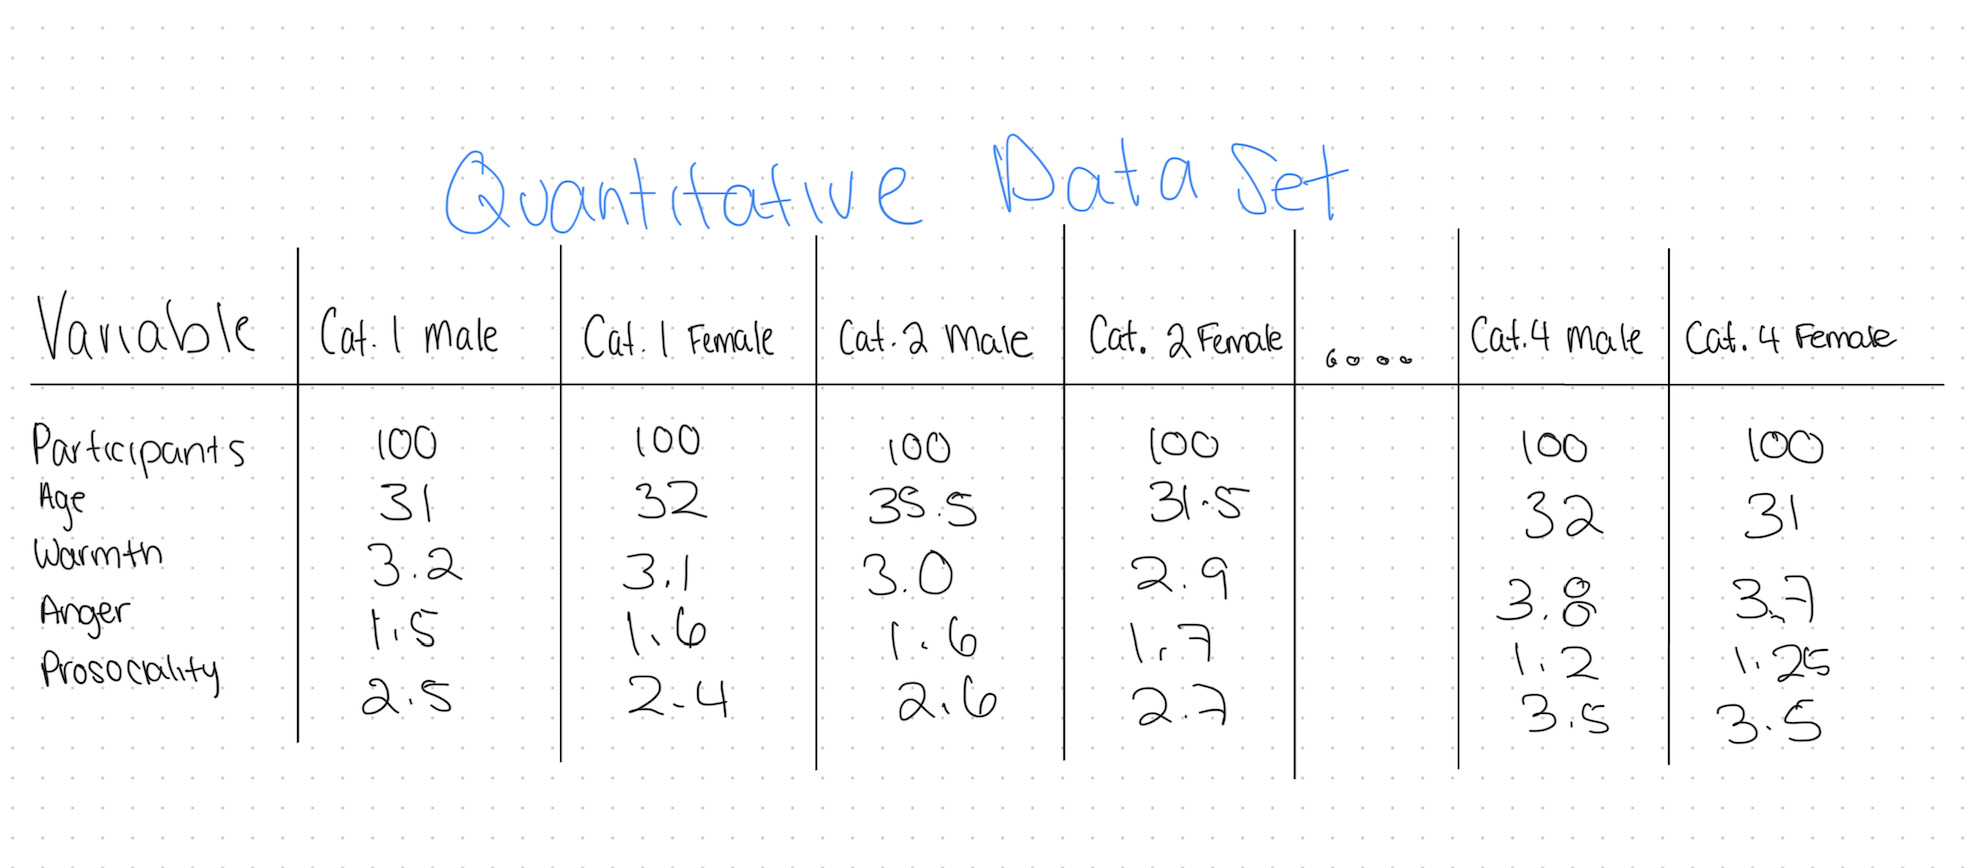 Quantitative Data Set
Variable Cat. 1 male Cat. 1 Female Cat. 2 Male Cat. 2 Female .... Cat. 4 male Cat. 4 Female
Participants 100 100 100 100 100 100
Age 31 32 35.5 31.5 32 31
Warmth 3.2 3.1 3.0 2.9 3.8 3.7
Anger 1.5 1.6 1.6 1.7 1.2 1.25
Prosociality 2.5 2.4 2.6 2.7 3.5 3.5